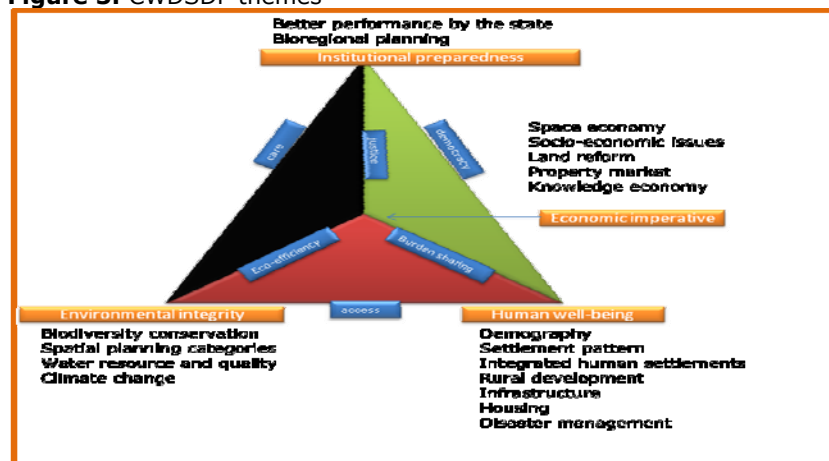 Figure 3: CWDSDF themes
Better performance by the state
Bioregional planning
Institutional preparedness
care
justice
democracy
Space economy
Socio-economic issues
Land reform
Property market
Knowledge economy
Economic imperative
Eco-efficiency
Burden sharing
Environmental integrity
access
Human well-being
Biodiversity conservation
Spatial planning categories
Water resource and quality
Climate change
Demography
Settlement pattern
Integrated human settlements
Rural development
Infrastructure
Housing
Disaster management